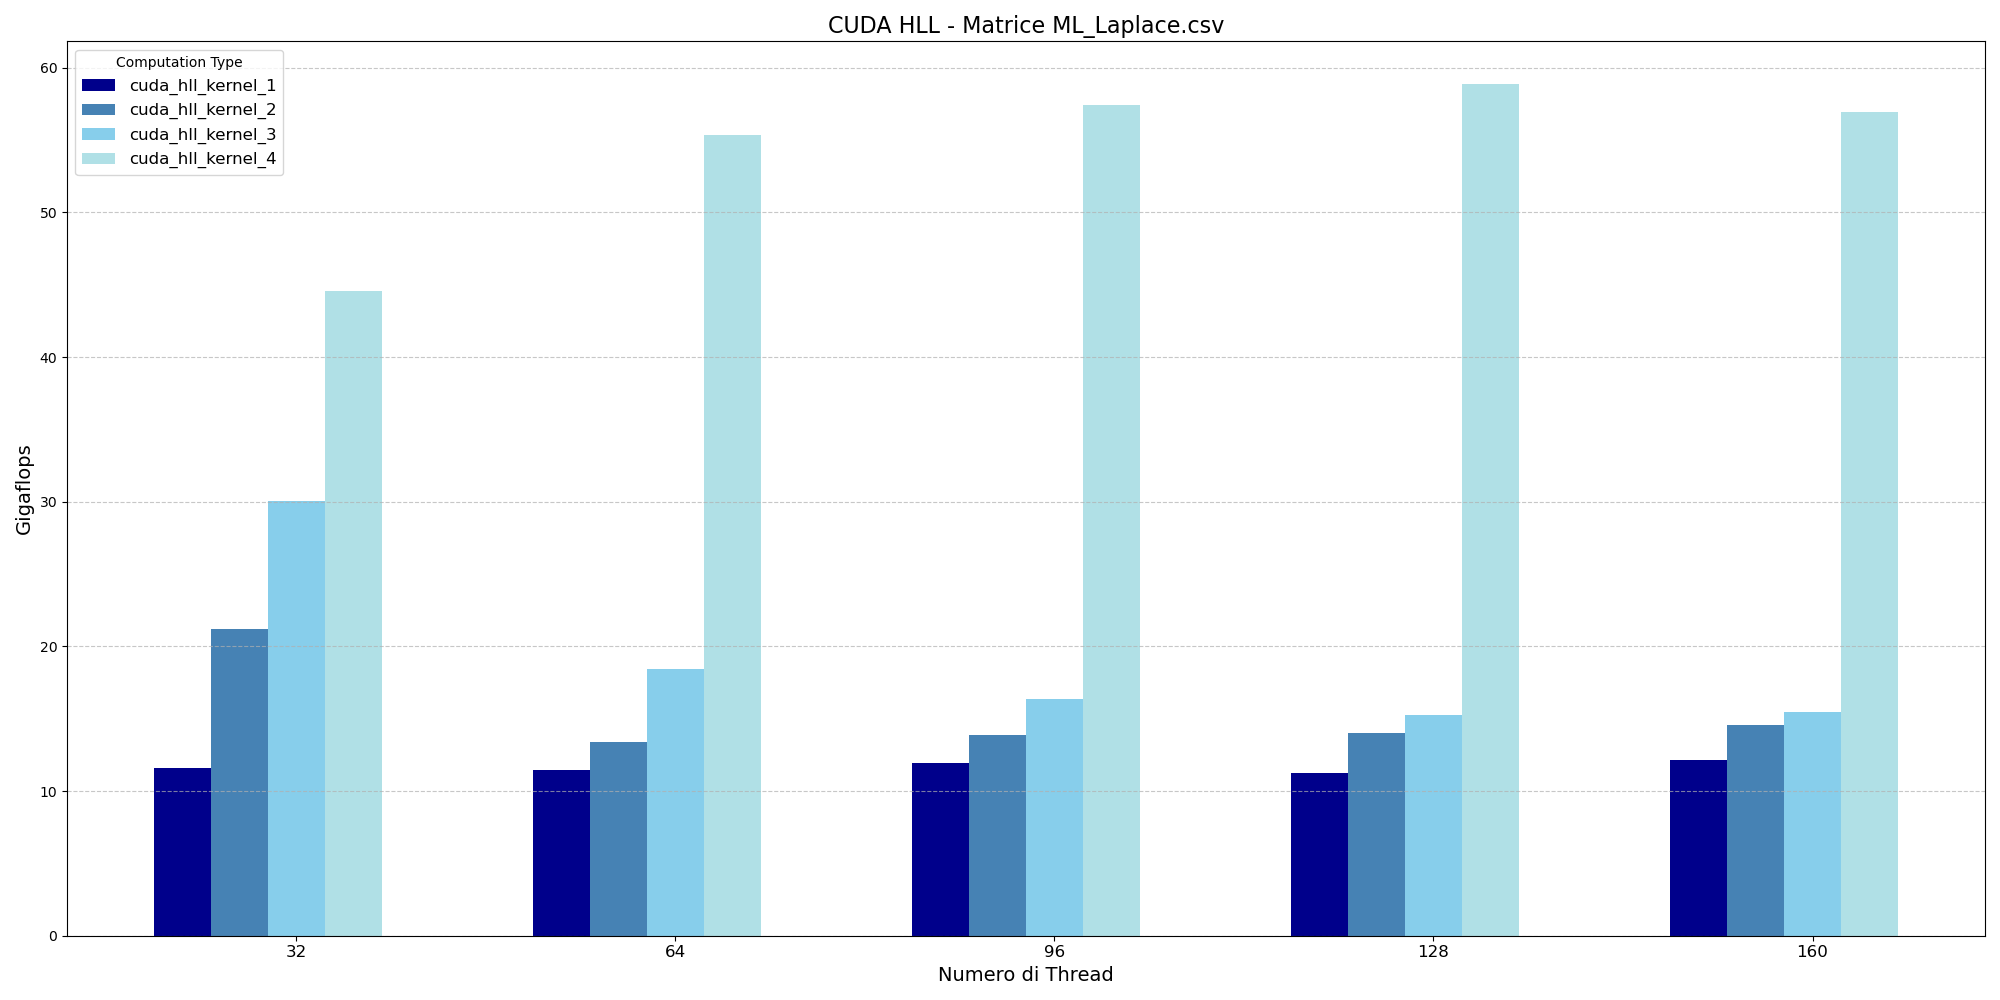 CUDA HLL - Matrice ML_Laplace.csv
Computation Type
cuda_hll_kernel_1
cuda_hll_kernel_2
cuda_hll_kernel_3
cuda_hll_kernel_4
60
50
40
30
20
10
0
Gigaflops
32 64 96 128 160
Numero di Thread